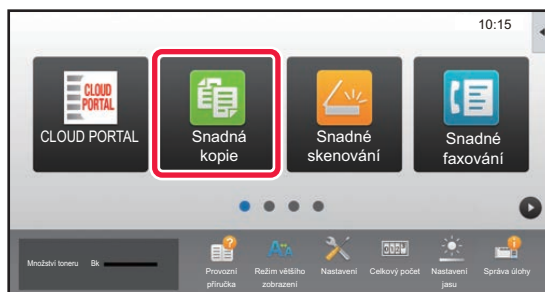 10:15
CLOUD
PORTAL
CLOUD PORTAL
Snadná
kopie
Snadné
skenování
Snadné
faxování
Množství toneru Bk
Provozní
příručka
Režim většího
zobrazení
Nastavení
Celkový počet
Nastavení
jasu
Správa úlohy